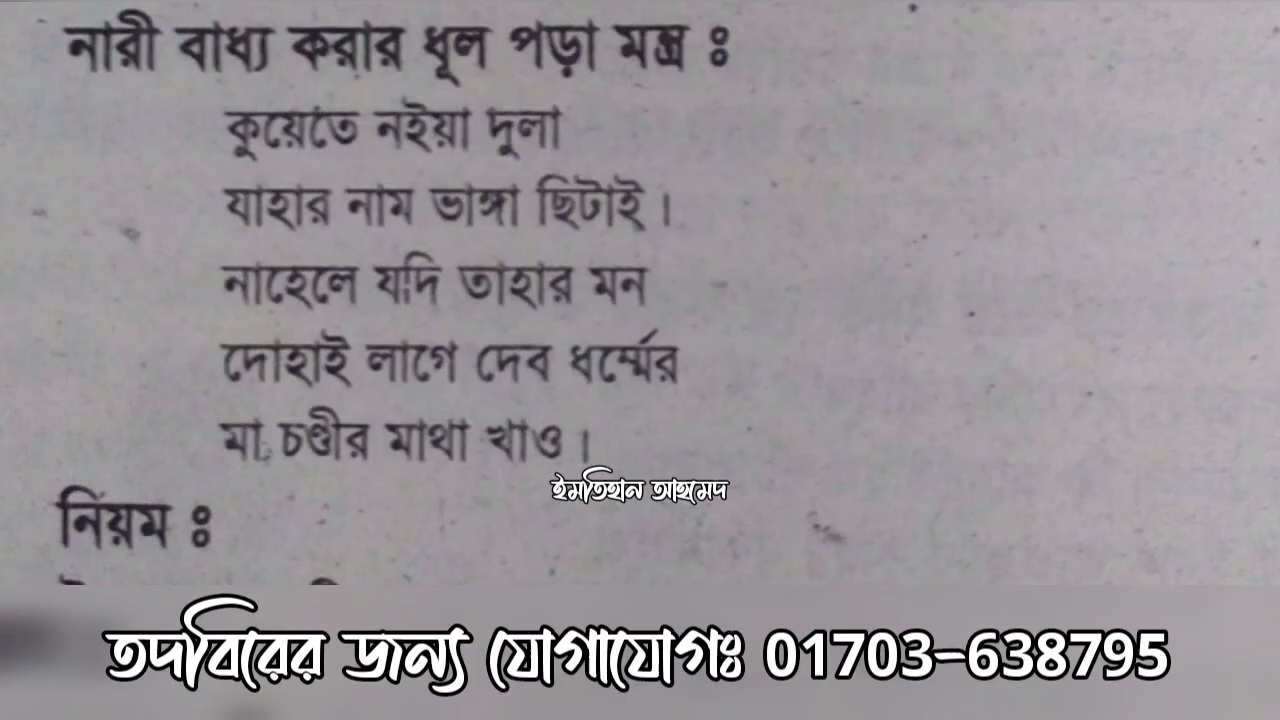 নারী বাধ্য করার ধূল পড়া মন্ত্র ঃ
কুয়েতে নইয়া দুলা
যাহার নাম ভাঙ্গা ছিটাই।
নাহেলে যদি তাহার মন
দোহাই লাগে দেব ধর্ম্মের
মা চণ্ডীর মাথা খাও।
ইমতিহান আহমেদ
নিয়ম ঃ
তদবিরের জন্য যোগাযোগঃ 01703-638795